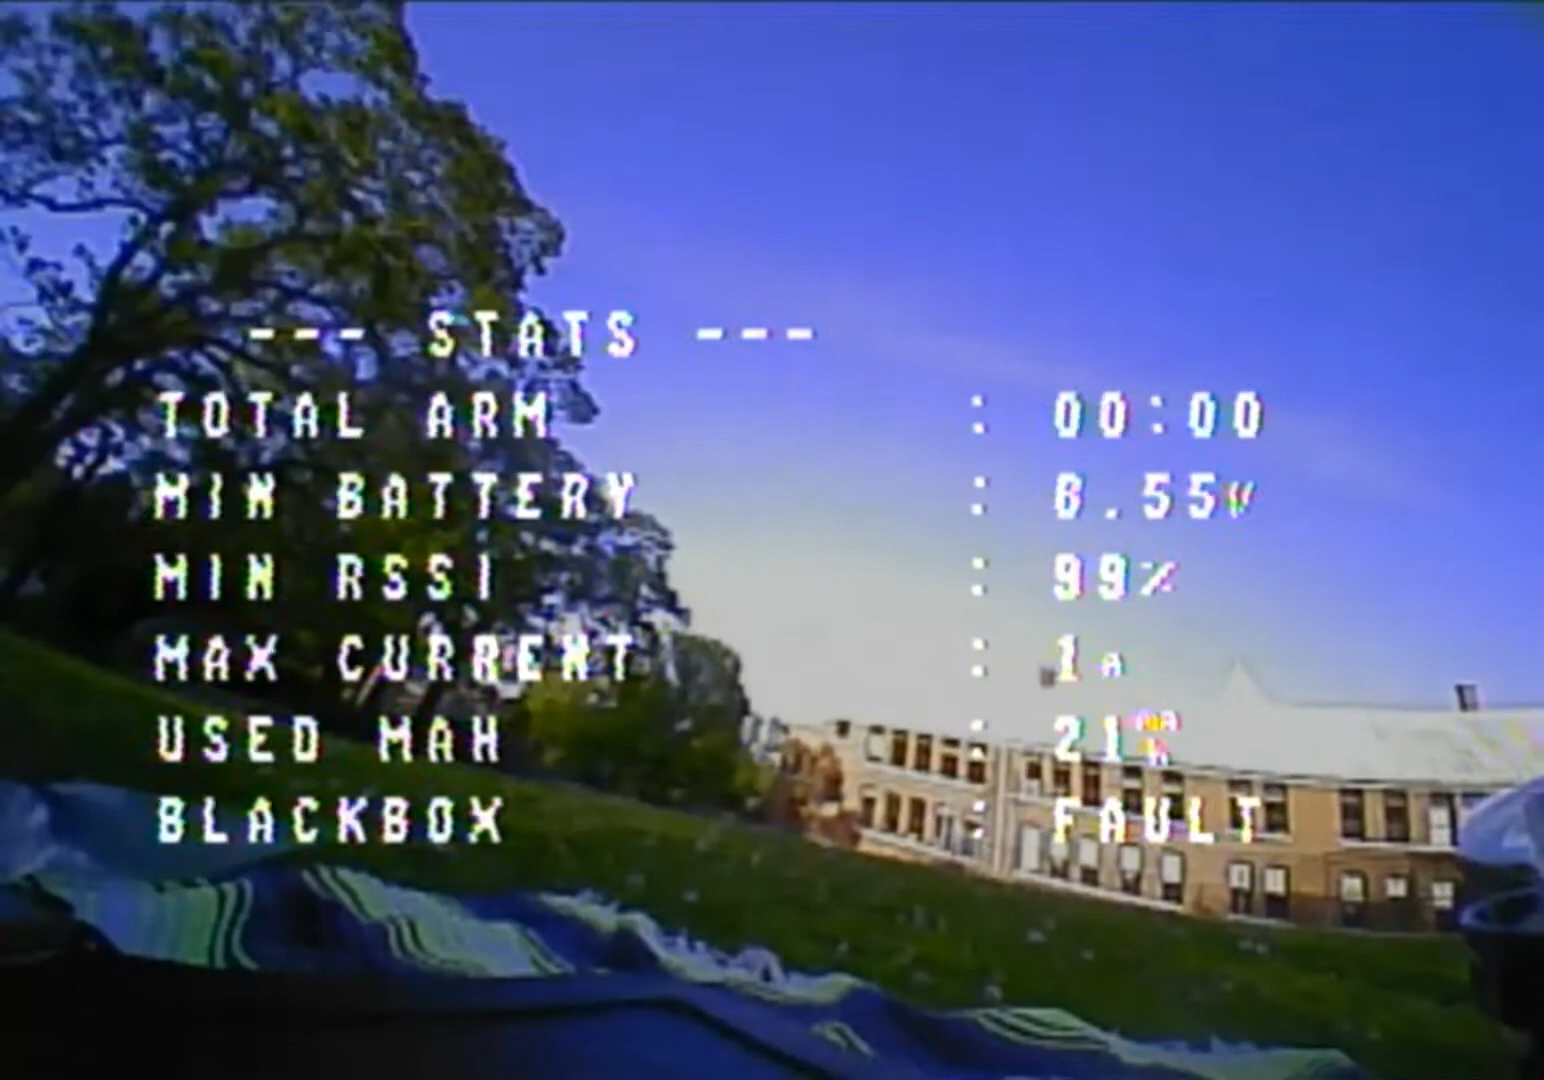 --- STATS ---
TOTAL ARM : 00:00
MIN BATTERY : 8.55V
MIN RSSI : 99%
MAX CURRENT : 1A
USED MAH : 21mAh
BLACKBOX : FAULT